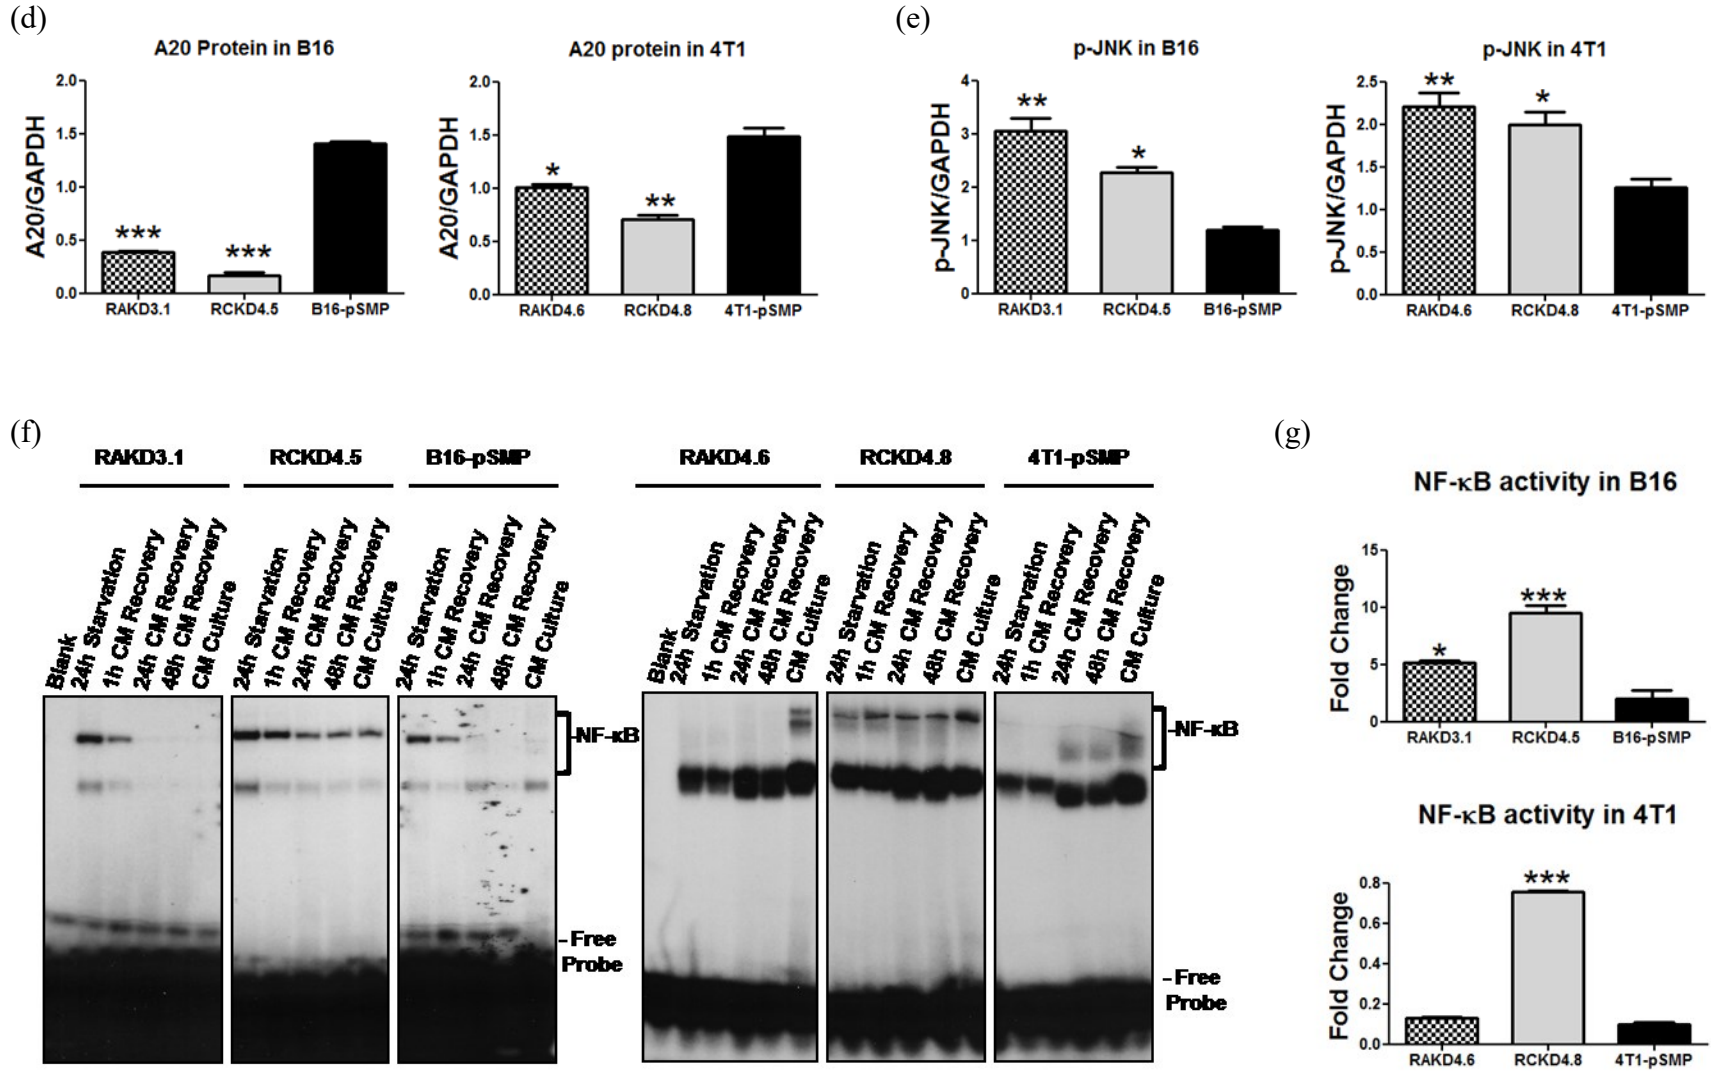 (d)
A20 Protein in B16
A20/GAPDH
2.0
1.5
1.0
0.5
0.0
***
***
RAKD3.1 RCKD4.5 B16-pSMP
A20 protein in 4T1
A20/GAPDH
2.0
1.5
1.0
0.5
0.0
*
**
RAKD4.6 RCKD4.8 4T1-pSMP
(e)
p-JNK in B16
p-JNK/GAPDH
4
3
2
1
0
**
*
RAKD3.1 RCKD4.5 B16-pSMP
p-JNK in 4T1
p-JNK/GAPDH
2.5
2.0
1.5
1.0
0.5
0.0
**
*
RAKD4.6 RCKD4.8 4T1-pSMP
(f)
RAKD3.1
Blank
24h Starvation
1h CM Recovery
24h CM Recovery
48h CM Recovery
CM Culture
RCKD4.5
24h Starvation
1h CM Recovery
24h CM Recovery
48h CM Recovery
CM Culture
B16-pSMP
24h Starvation
1h CM Recovery
24h CM Recovery
48h CM Recovery
CM Culture
-NF-κB
- Free
Probe
RAKD4.6
Blank
24h Starvation
1h CM Recovery
24h CM Recovery
48h CM Recovery
CM Culture
RCKD4.8
24h Starvation
1h CM Recovery
24h CM Recovery
48h CM Recovery
CM Culture
4T1-pSMP
24h Starvation
1h CM Recovery
24h CM Recovery
48h CM Recovery
CM Culture
-NF-κB
- Free
Probe
(g)
NF-κB activity in B16
Fold Change
15
10
5
0
*
***
RAKD3.1 RCKD4.5 B16-pSMP
NF-κB activity in 4T1
Fold Change
0.8
0.6
0.4
0.2
0.0
***
RAKD4.6 RCKD4.8 4T1-pSMP